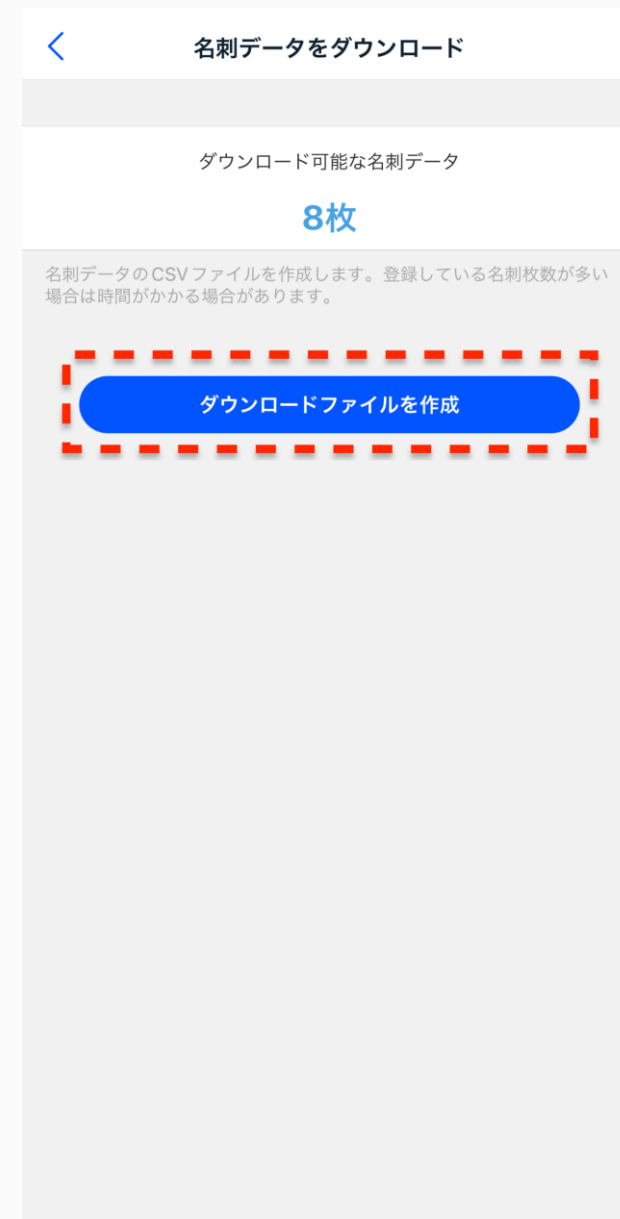 名刺データをダウンロード
ダウンロード可能な名刺データ
8枚
名刺データのCSVファイルを作成します。登録している名刺枚数が多い
場合は時間がかかる場合があります。
ダウンロードファイルを作成